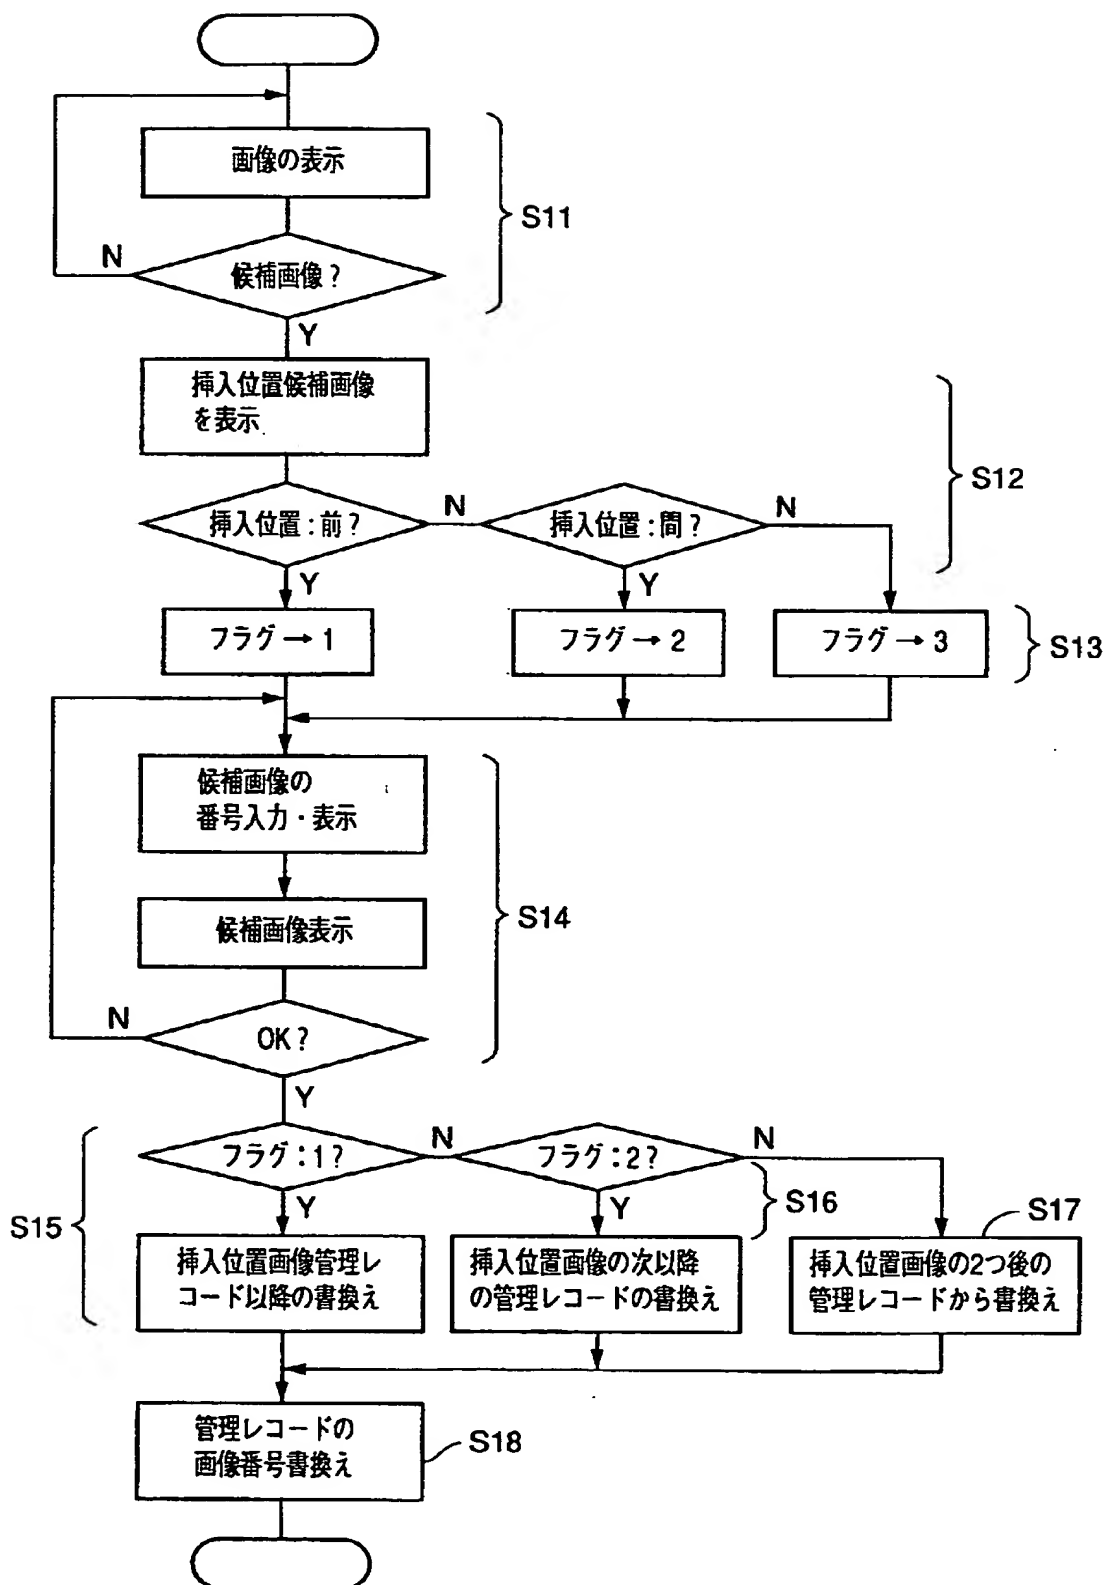 画像の表示
S11
N
候補画像?
Y
挿入位置候補画像
を表示
S12
挿入位置:前?
N
挿入位置:間?
N
Y
Y
フラグ→1
フラグ→2
フラグ→3
S13
候補画像の
番号入力・表示
候補画像表示
S14
N
OK?
Y
フラグ:1?
N
フラグ:2?
N
S15
Y
Y
S16
S17
挿入位置画像管理レ
コード以降の書換え
挿入位置画像の次以降
の管理レコードの書換え
挿入位置画像の2つ後の
管理レコードから書換え
管理レコードの
画像番号書換え
S18